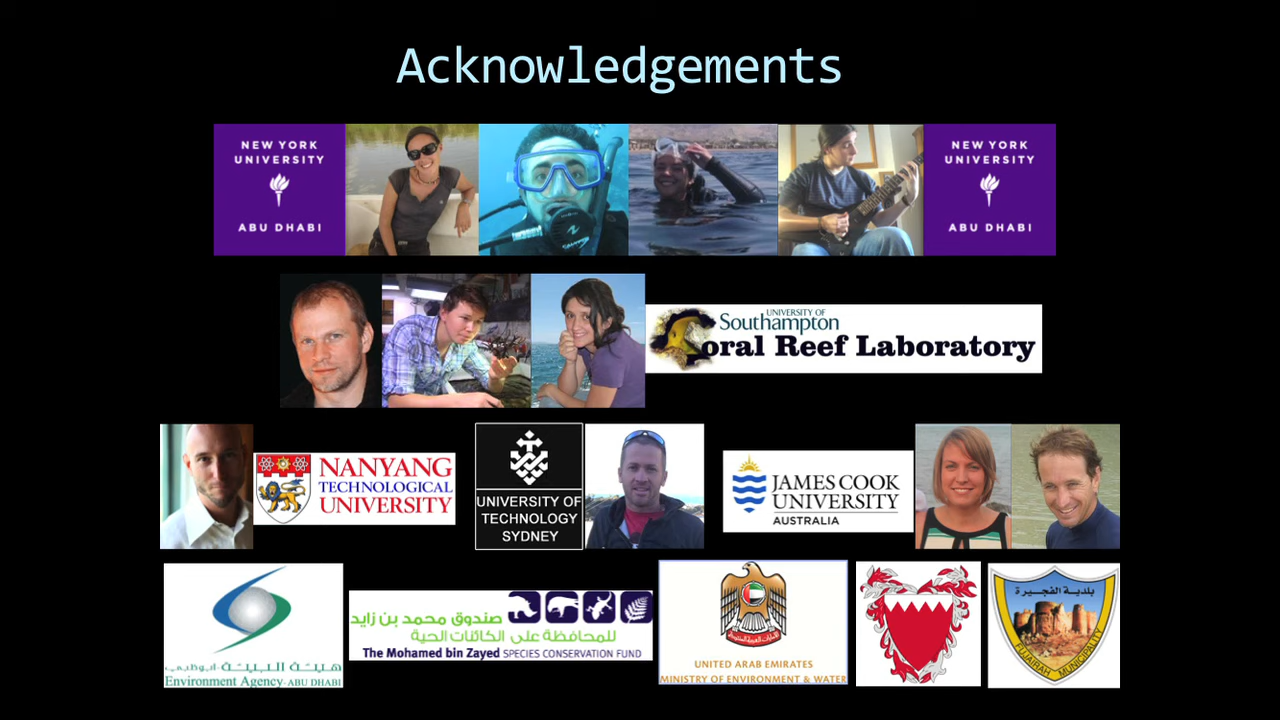 Acknowledgements
NEW YORK
UNIVERSITY
ABU DHABI
NEW YORK
UNIVERSITY
ABU DHABI
UNIVERSITY OF
Southampton
Coral Reef Laboratory
NANYANG
TECHNOLOGICAL
UNIVERSITY
UNIVERSITY OF
TECHNOLOGY
SYDNEY
JAMES COOK
UNIVERSITY
AUSTRALIA
هيئة البيئة - أبوظبي
Environment Agency - ABU DHABI
صندوق محمد بن زايد
للمحافظة على الكائنات الحية
The Mohamed bin Zayed SPECIES CONSERVATION FUND
UNITED ARAB EMIRATES
MINISTRY OF ENVIRONMENT & WATER
بلدية الفجيرة
FUJAIRAH MUNICIPALITY